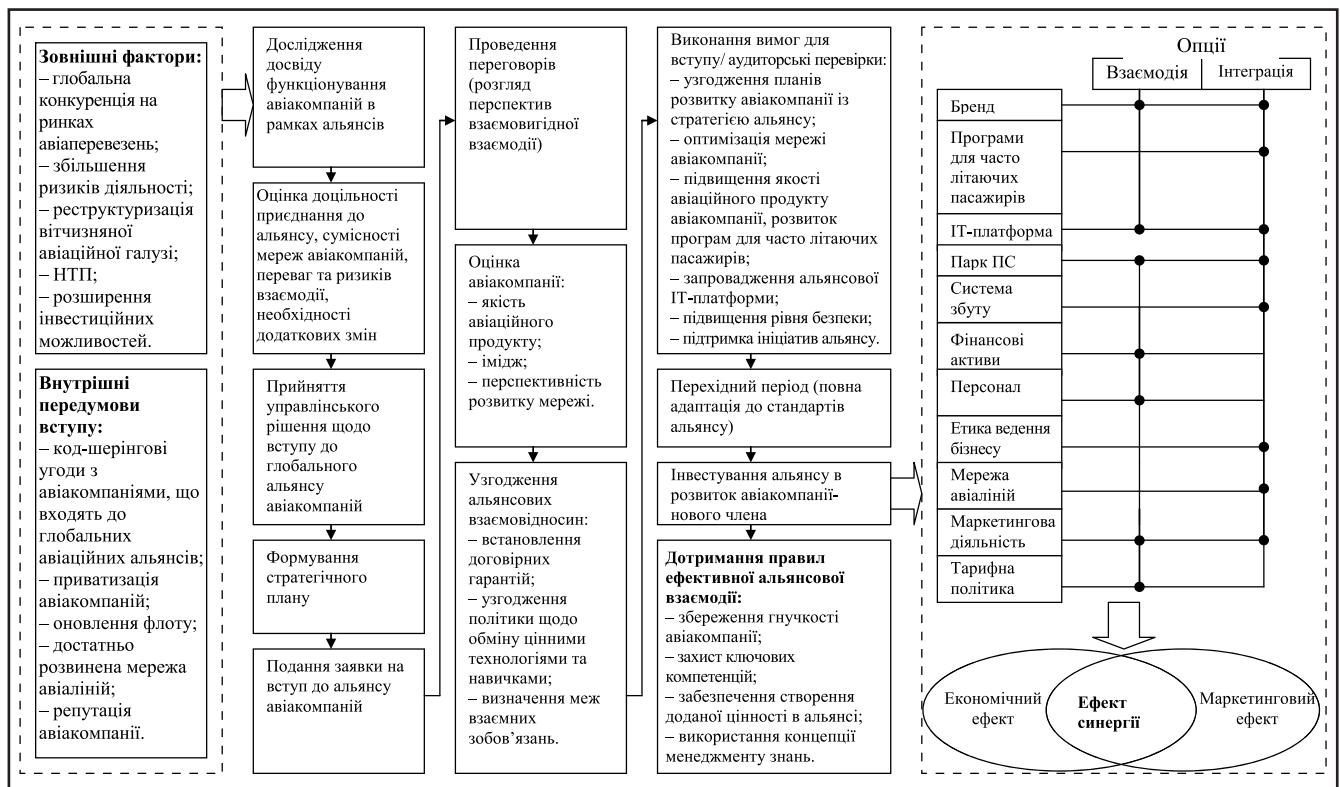 Зовнішні фактори:
– глобальна
конкуренція на
ринках
авіаперевезень;
– збільшення
ризиків діяльності;
– реструктуризація
вітчизняної
авіаційної галузі;
– НТП;
– розширення
інвестиційних
можливостей.
Внутрішні
передумови
вступу:
– код-шерінгові
угоди з
авіакомпаніями, що
входять до
глобальних
авіаційних альянсів;
– приватизація
авіакомпаній;
– оновлення флоту;
– достатньо
розвинена мережа
авіаліній;
– репутація
авіакомпанії.
Дослідження
досвіду
функціонування
авіакомпаній в
рамках альянсів
Оцінка доцільності
приєднання до
альянсу, сумісності
мереж авіакомпаній,
переваг та ризиків
взаємодії,
необхідності
додаткових змін
Прийняття
управлінського
рішення щодо
вступу до
глобального
альянсу
авіакомпаній
Формування
стратегічного
плану
Подання заявки на
вступ до альянсу
авіакомпаній
Проведення
переговорів
(розгляд
перспектив
взаємовигідної
взаємодії)
Оцінка
авіакомпанії:
– якість
авіаційного
продукту;
– імідж;
– перспективність
розвитку мережі.
Узгодження
альянсових
взаємовідносин:
– встановлення
договірних
гарантій;
– узгодження
політики щодо
обміну цінними
технологіями та
навичками;
– визначення меж
взаємних
зобов’язань.
Виконання вимог для
вступу/ аудиторські перевірки:
– узгодження планів
розвитку авіакомпанії із
стратегією альянсу;
– оптимізація мережі
авіакомпанії;
– підвищення якості
авіаційного продукту
авіакомпанії, розвиток
програм для часто літаючих
пасажирів;
– запровадження альянсової
ІТ-платформи;
– підвищення рівня безпеки;
– підтримка ініціатив альянсу.
Перехідний період (повна
адаптація до стандартів
альянсу)
Інвестування альянсу в
розвиток авіакомпанії-
нового члена
Дотримання правил
ефективної альянсової
взаємодії:
– збереження гнучкості
авіакомпанії;
– захист ключових
компетенцій;
– забезпечення створення
доданої цінності в альянсі;
– використання концепції
менеджменту знань.
Опції
Взаємодія
Інтеграція
Бренд
Програми
для часто
літаючих
пасажирів
ІТ-платформа
Парк ПС
Система
збуту
Фінансові
активи
Персонал
Етика ведення
бізнесу
Мережа
авіаліній
Маркетингова
діяльність
Тарифна
політика
Економічний
ефект
Ефект
синергії
Маркетинговий
ефект